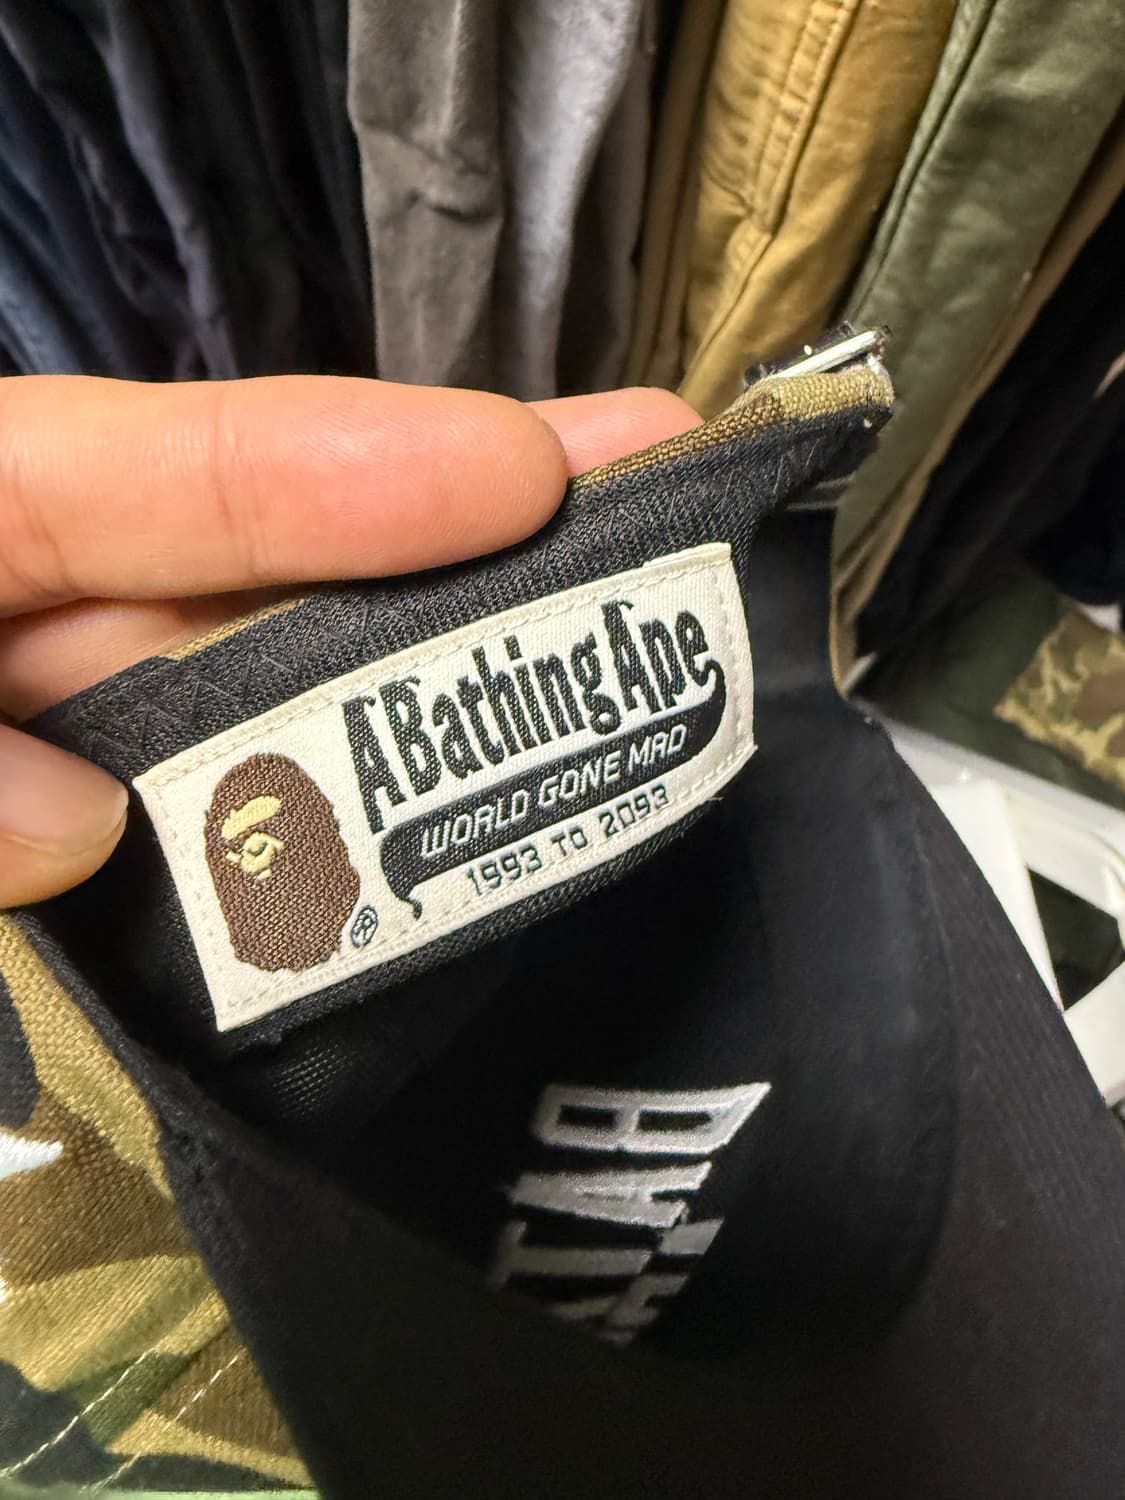 A Bathing Ape
WORLD GONE MAD
1993 TO 2093
®